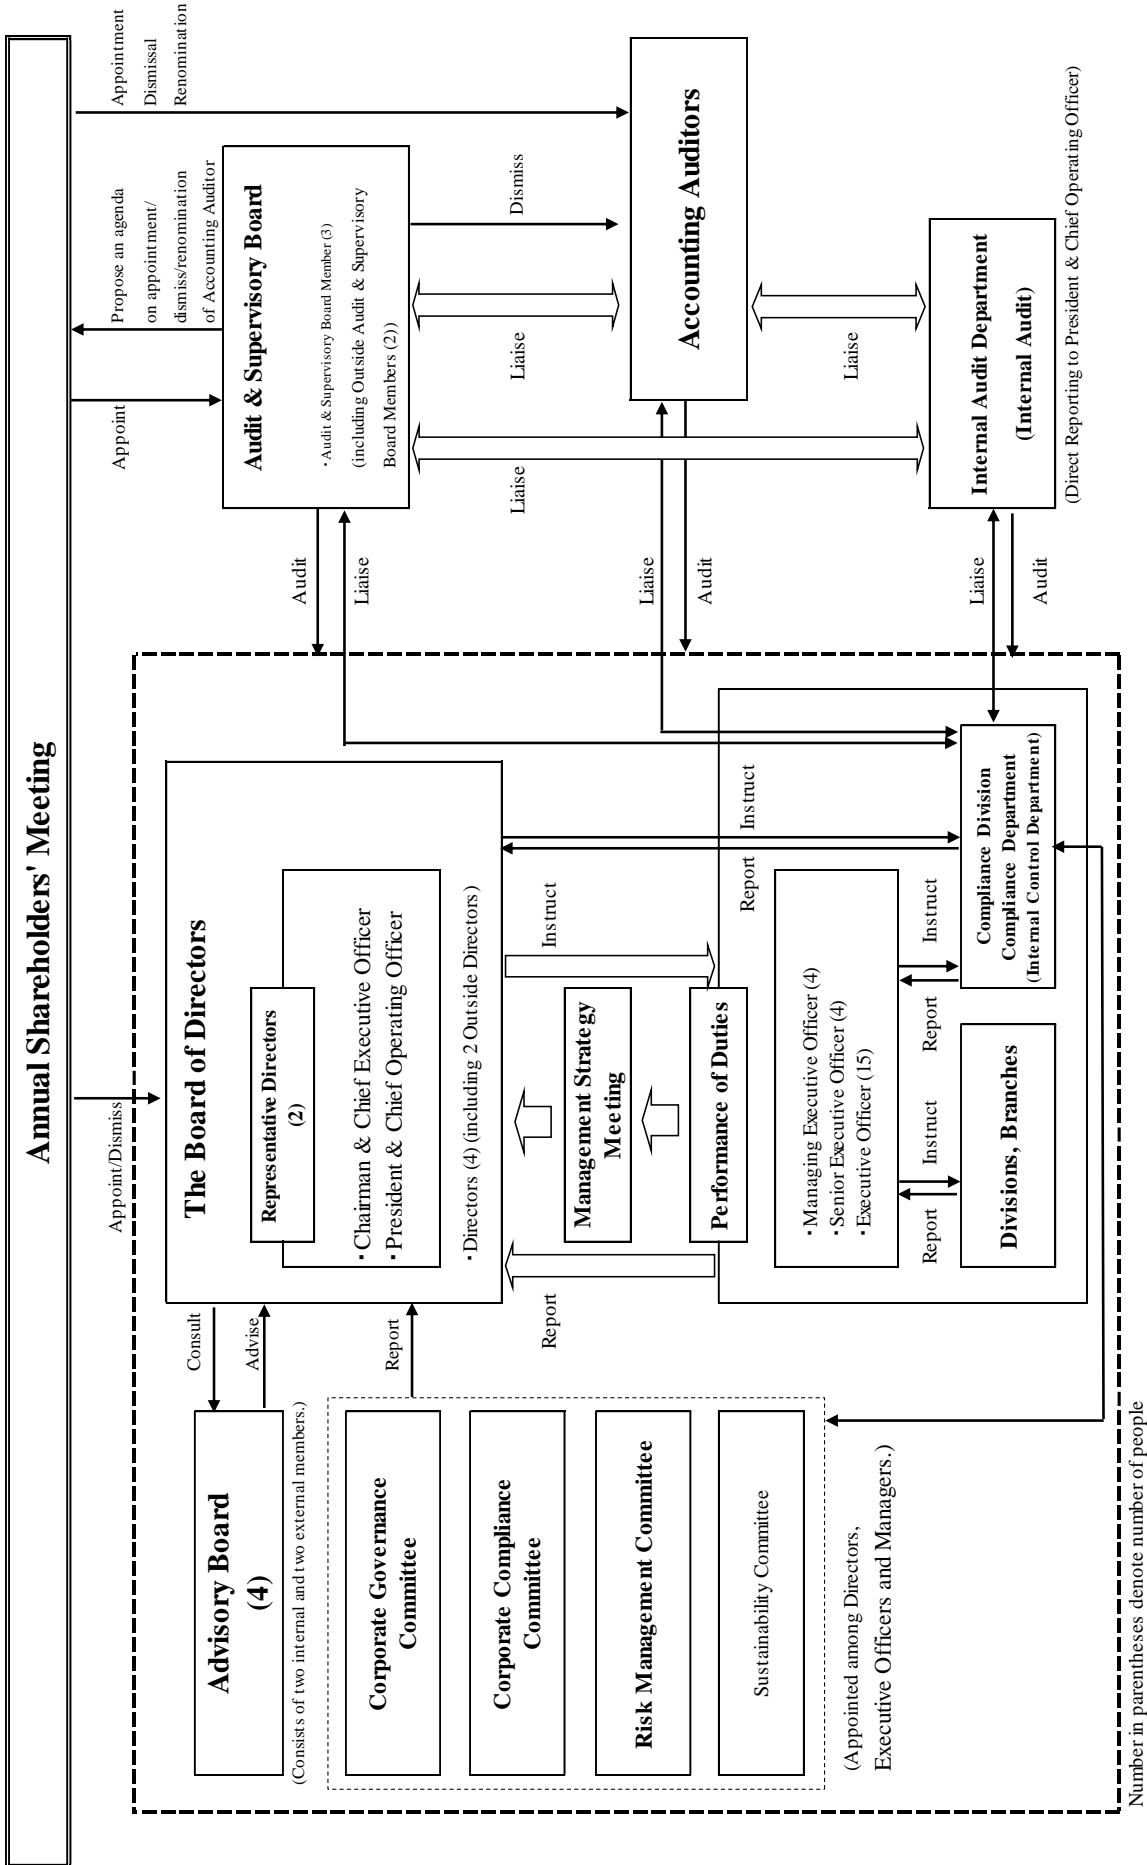 Annual Shareholders' Meeting
Appoint/Dismiss
Appoint
Propose an agenda
on appointment/
dismiss/renomination
of Accounting Auditor
Appointment
Dismissal
Renomination
Advisory Board
(4)
(Consists of two internal and two external members.)
Consult
Advise
The Board of Directors
Representative Directors
(2)
・Chairman & Chief Executive Officer
・President & Chief Operating Officer
・Directors (4) (including 2 Outside Directors)
Audit & Supervisory Board
・Audit & Supervisory Board Member (3)
(including Outside Audit & Supervisory
Board Members (2))
Audit
Liaise
Corporate Governance
Committee
Corporate Compliance
Committee
Risk Management Committee
Sustainability Committee
(Appointed among Directors,
Executive Officers and Managers.)
Report
Report
Management Strategy
Meeting
Instruct
Liaise
Liaise
Dismiss
Accounting Auditors
Liaise
Audit
Performance of Duties
Report
Instruct
・Managing Executive Officer (4)
・Senior Executive Officer (4)
・Executive Officer (15)
Report
Instruct
Report
Instruct
Divisions, Branches
Compliance Division
Compliance Department
(Internal Control Department)
Liaise
Liaise
Audit
Internal Audit Department
(Internal Audit)
(Direct Reporting to President & Chief Operating Officer)
Number in parentheses denote number of people